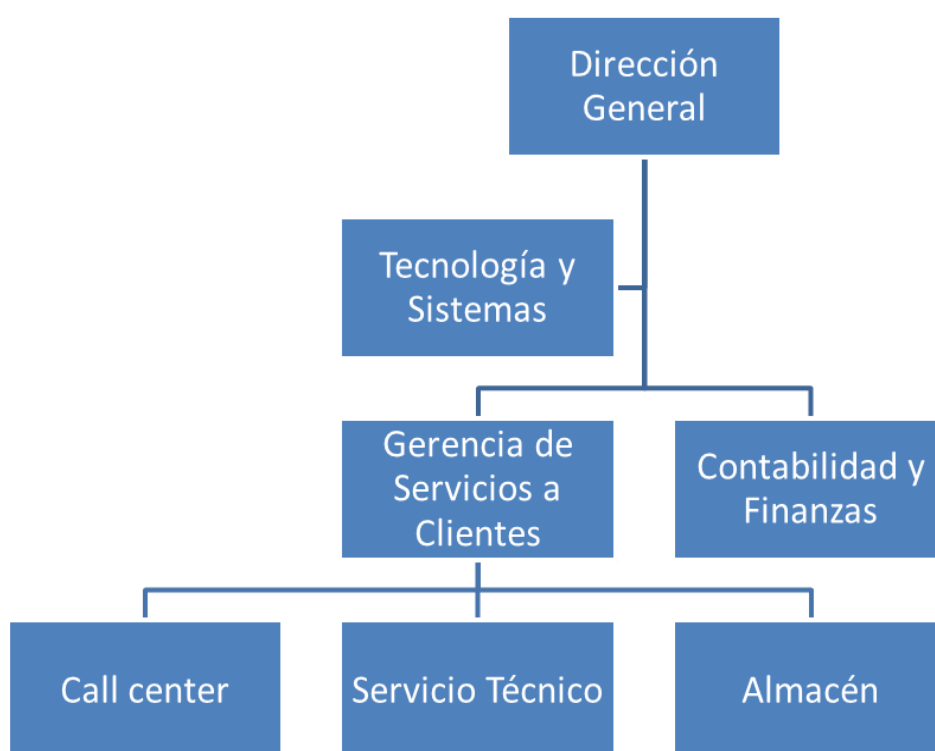 Dirección
General
Tecnología y
Sistemas
Gerencia de
Servicios a
Clientes
Contabilidad y
Finanzas
Call center
Servicio Técnico
Almacén